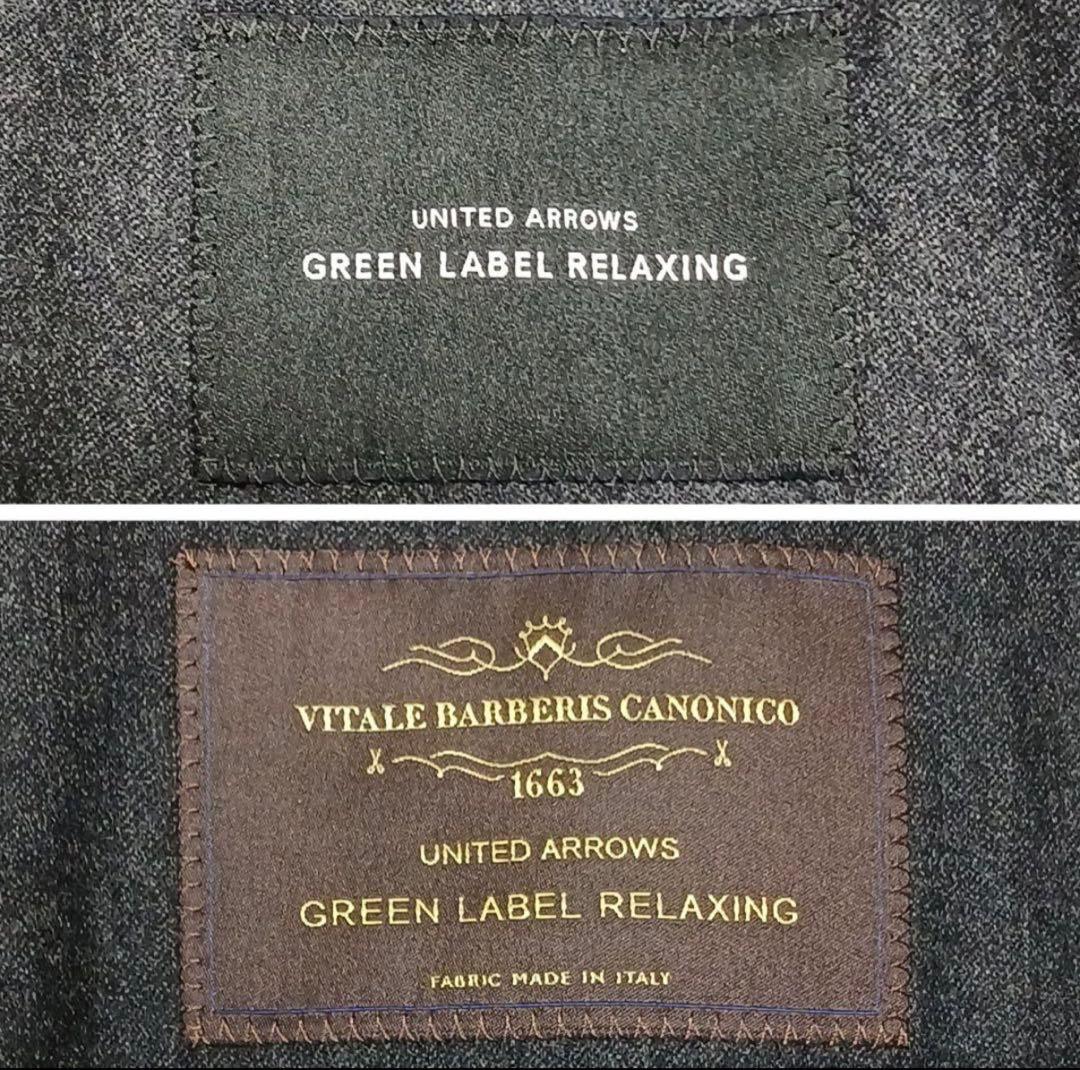 UNITED ARROWS
GREEN LABEL RELAXING
VITALE BARBERIS CANONICO
1663
UNITED ARROWS
GREEN LABEL RELAXING
FABRIC MADE IN ITALY